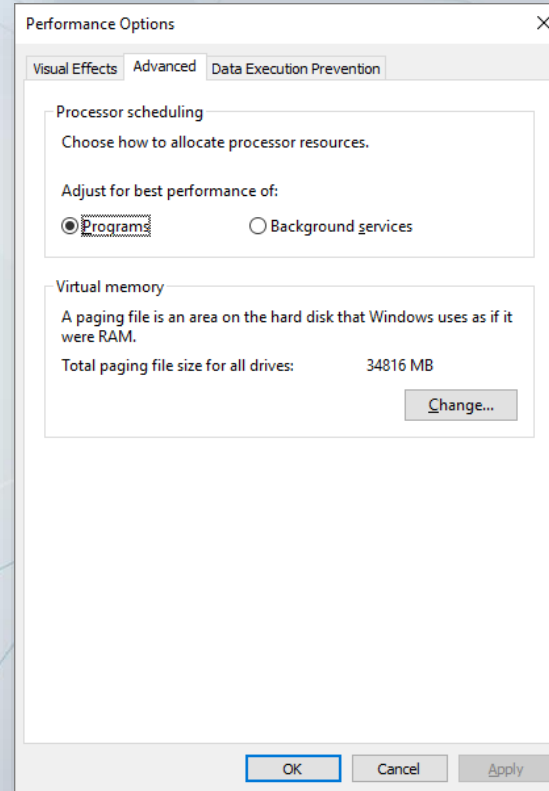 Performance Options
Visual Effects Advanced Data Execution Prevention
Processor scheduling
Choose how to allocate processor resources.
Adjust for best performance of:
Programs Background services
Virtual memory
A paging file is an area on the hard disk that Windows uses as if it
were RAM.
Total paging file size for all drives: 34816 MB
Change...
OK Cancel Apply